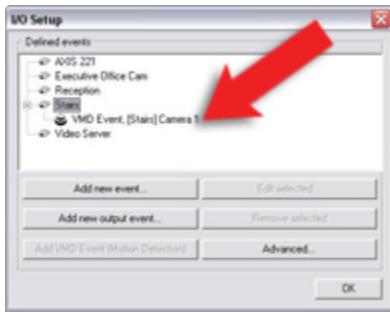 I/O Setup
Defined events
AXIS 221
Executive Office Cam
Reception
Stairs
VMD Event, [Stairs] Camera 1
Video Server
Add new event...
Edit selected...
Add new output event...
Remove selected
Add VMD Event (Motion Detection)
Advanced...
OK